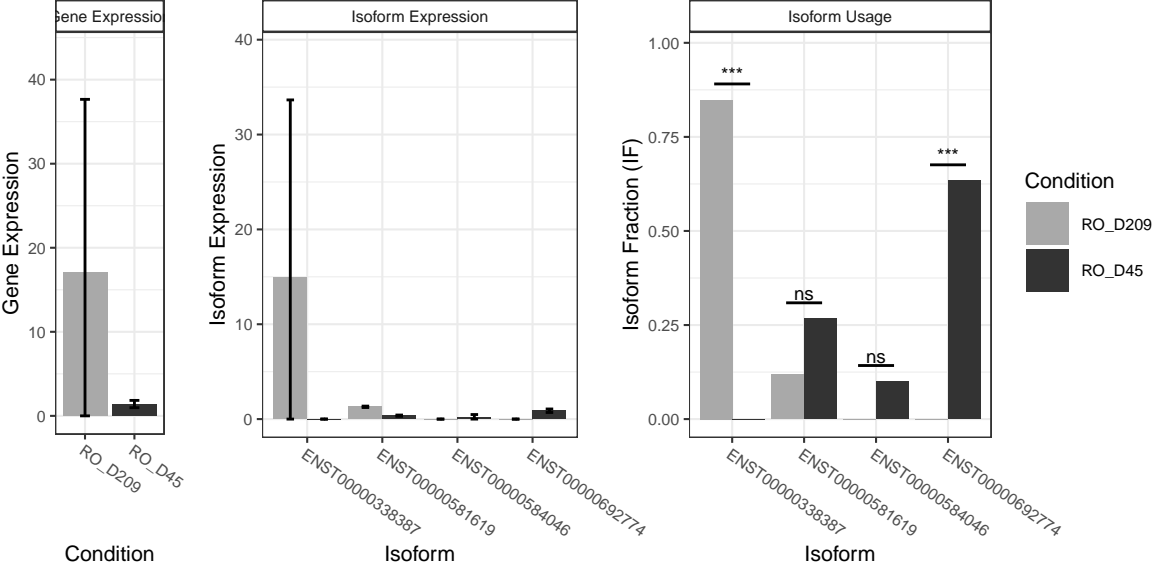 Gene Expression
Isoform Expression
Isoform Usage
Gene Expression
40
30
20
10
0
RO_D209
RO_D45
Condition
Isoform Expression
40
30
20
10
0
ENST00000338387
ENST00000581619
ENST00000584046
ENST00000692774
Isoform
Isoform Fraction (IF)
1.00
0.75
0.50
0.25
0.00
***
ns
ns
***
ENST00000338387
ENST00000581619
ENST00000584046
ENST00000692774
Isoform
Condition
RO_D209
RO_D45